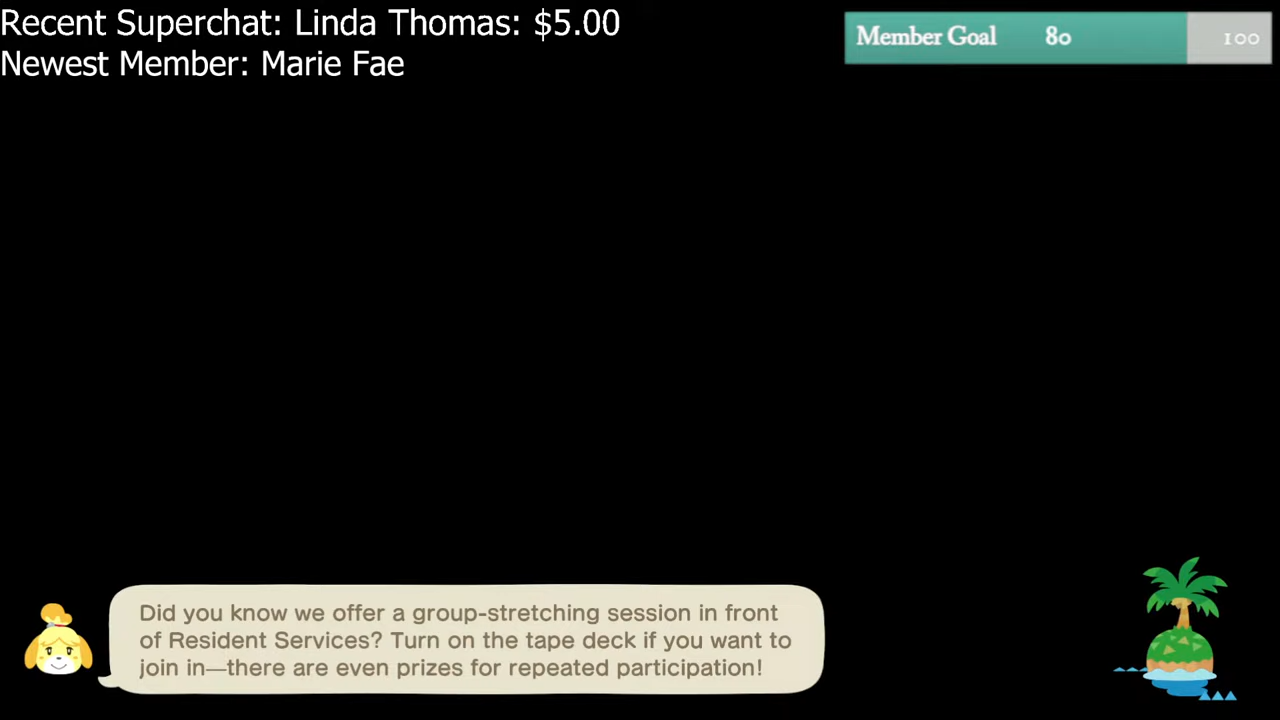 Recent Superchat: Linda Thomas: $5.00
Newest Member: Marie Fae
Member Goal 80 100
Did you know we offer a group-stretching session in front
of Resident Services? Turn on the tape deck if you want to
join in—there are even prizes for repeated participation!